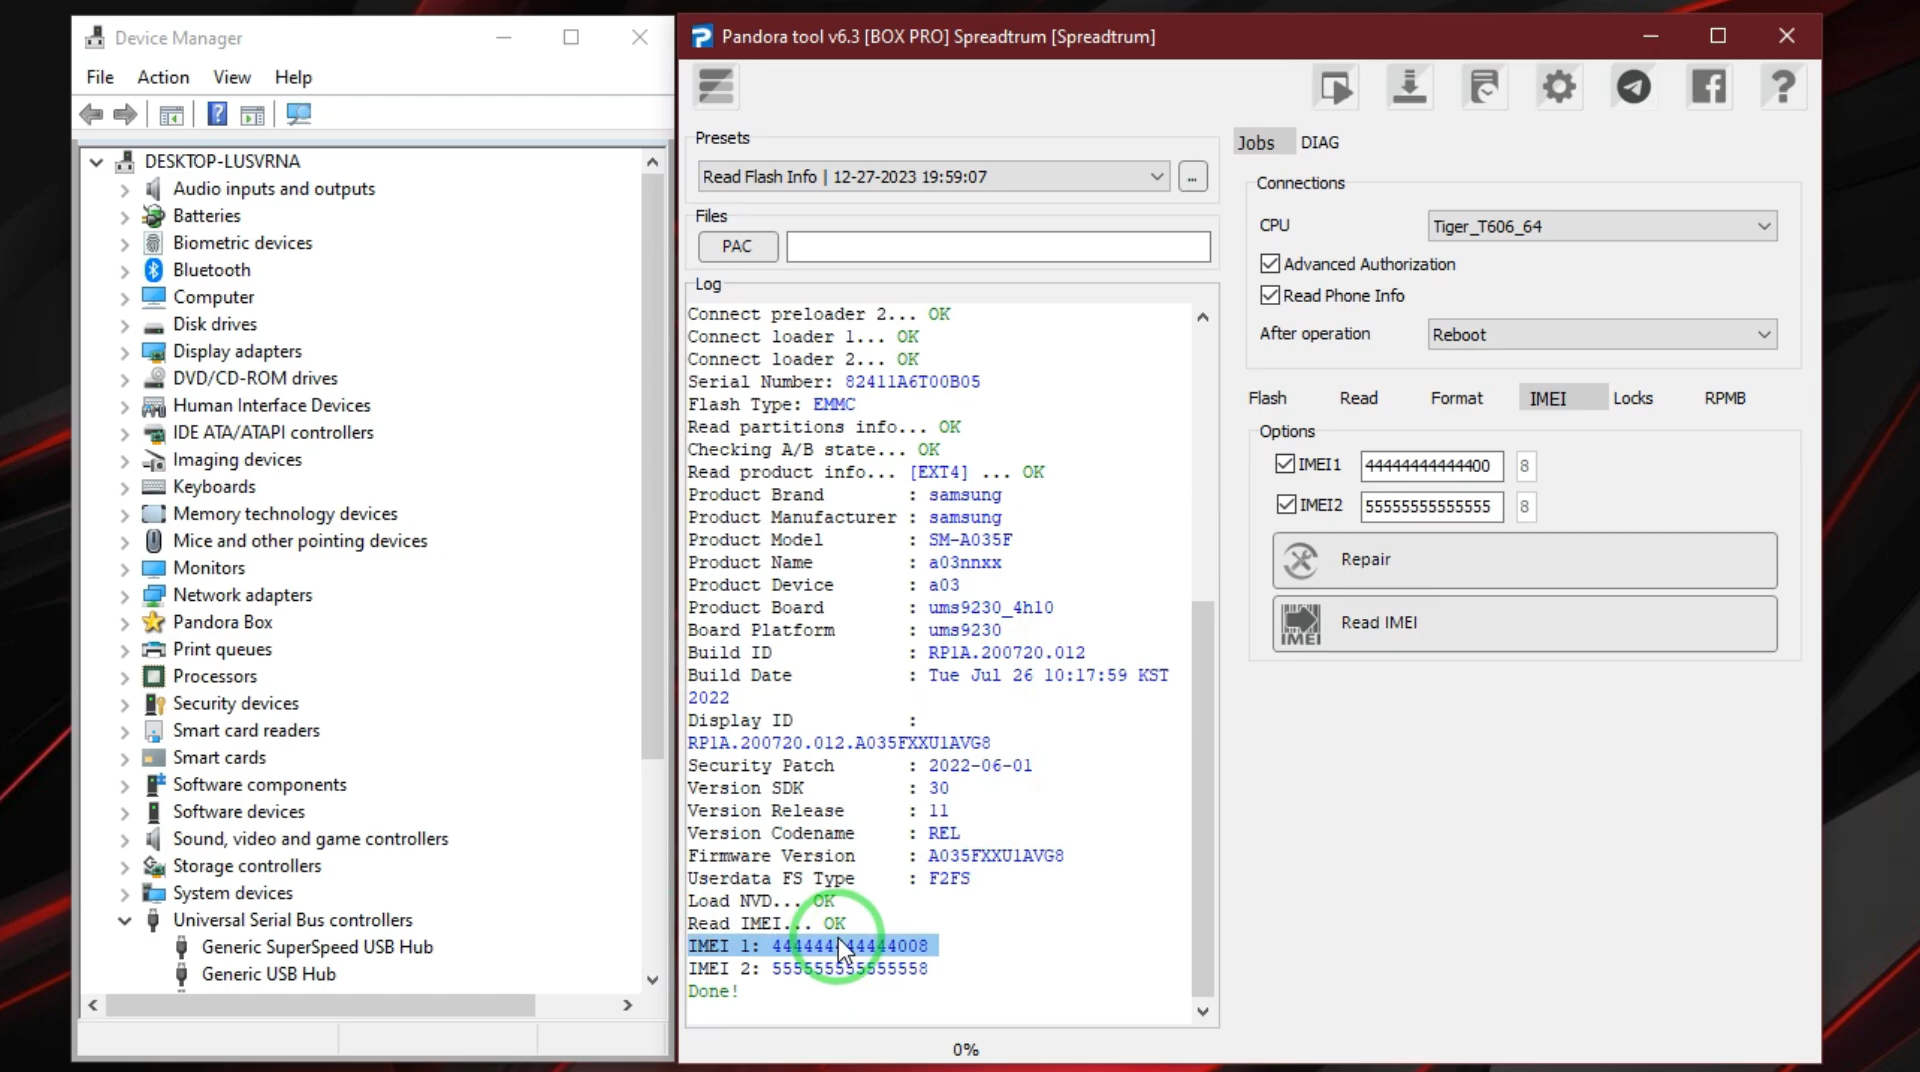 Device Manager
File Action View Help
DESKTOP-LUSVRNA
Audio inputs and outputs
Batteries
Biometric devices
Bluetooth
Computer
Disk drives
Display adapters
DVD/CD-ROM drives
Human Interface Devices
IDE ATA/ATAPI controllers
Imaging devices
Keyboards
Memory technology devices
Mice and other pointing devices
Monitors
Network adapters
Pandora Box
Print queues
Processors
Security devices
Smart card readers
Smart cards
Software components
Software devices
Sound, video and game controllers
Storage controllers
System devices
Universal Serial Bus controllers
Generic SuperSpeed USB Hub
Generic USB Hub
Pandora tool v6.3 [BOX PRO] Spreadtrum [Spreadtrum]
Presets
Read Flash Info | 12-27-2023 19:59:07
...
Files
PAC
Log
Connect preloader 2... OK
Connect loader 1... OK
Connect loader 2... OK
Serial Number: 82411A6T00B05
Flash Type: EMMC
Read partitions info... OK
Checking A/B state... OK
Read product info... [EXT4] ... OK
Product Brand : samsung
Product Manufacturer : samsung
Product Model : SM-A035F
Product Name : a03nnxx
Product Device : a03
Product Board : ums9230_4h10
Board Platform : ums9230
Build ID : RP1A.200720.012
Build Date : Tue Jul 26 10:17:59 KST
2022
Display ID :
RP1A.200720.012.A035FXXU1AVG8
Security Patch : 2022-06-01
Version SDK : 30
Version Release : 11
Version Codename : REL
Firmware Version : A035FXXU1AVG8
Userdata FS Type : F2FS
Load NVD... OK
Read IMEI... OK
IMEI 1: 444444444444008
IMEI 2: 555555555555558
Done!
0%
Jobs DIAG
Connections
CPU Tiger_T606_64
Advanced Authorization
Read Phone Info
After operation Reboot
Flash Read Format IMEI Locks RPMB
Options
IMEI1 44444444444400 8
IMEI2 55555555555555 8
Repair
IMEI Read IMEI